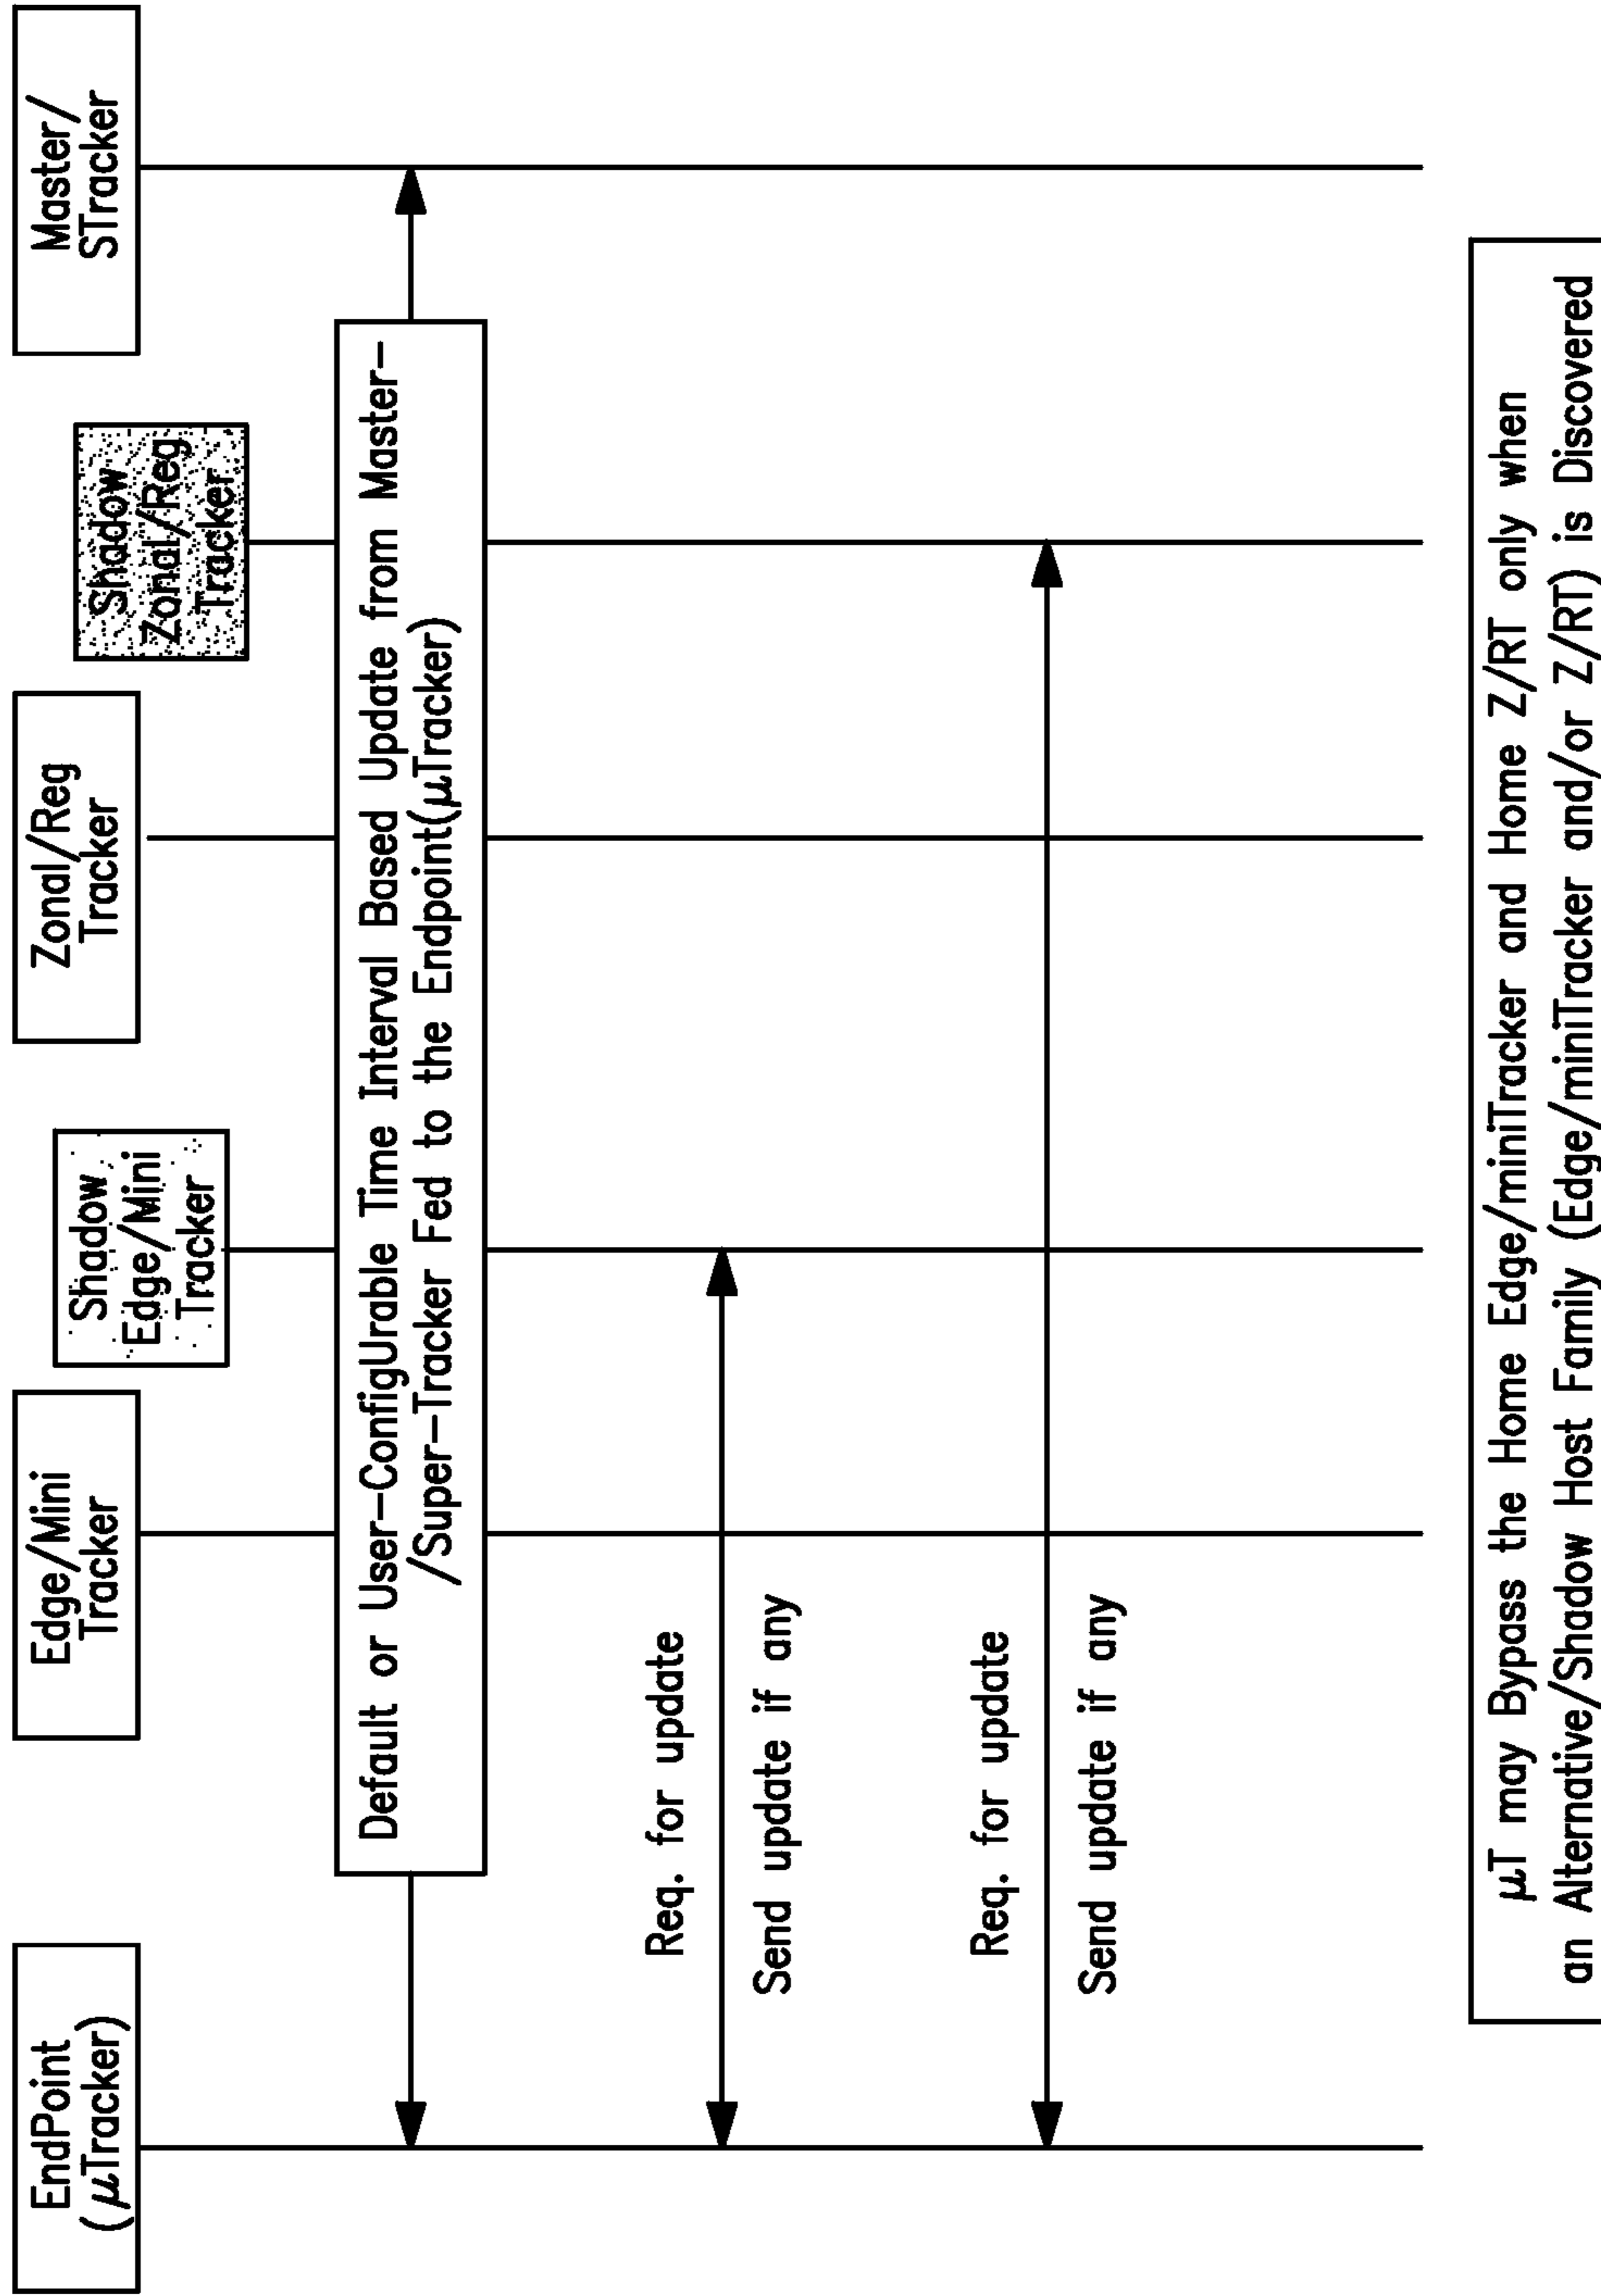 EndPoint
(μTracker)
Edge/Mini
Tracker
Shadow
Edge/Mini
Tracker
Zonal/Reg
Tracker
Shadow
Zonal/Reg
Tracker
Master/
STracker
Default or User-ConfigUrable Time Interval Based Update from Master-
/Super-Tracker Fed to the Endpoint(μTracker)
Req. for update
Send update if any
Req. for update
Send update if any
μT may Bypass the Home Edge/miniTracker and Home Z/RT only when
an Alternative/Shadow Host Family (Edge/miniTracker and/or Z/RT) is Discovered